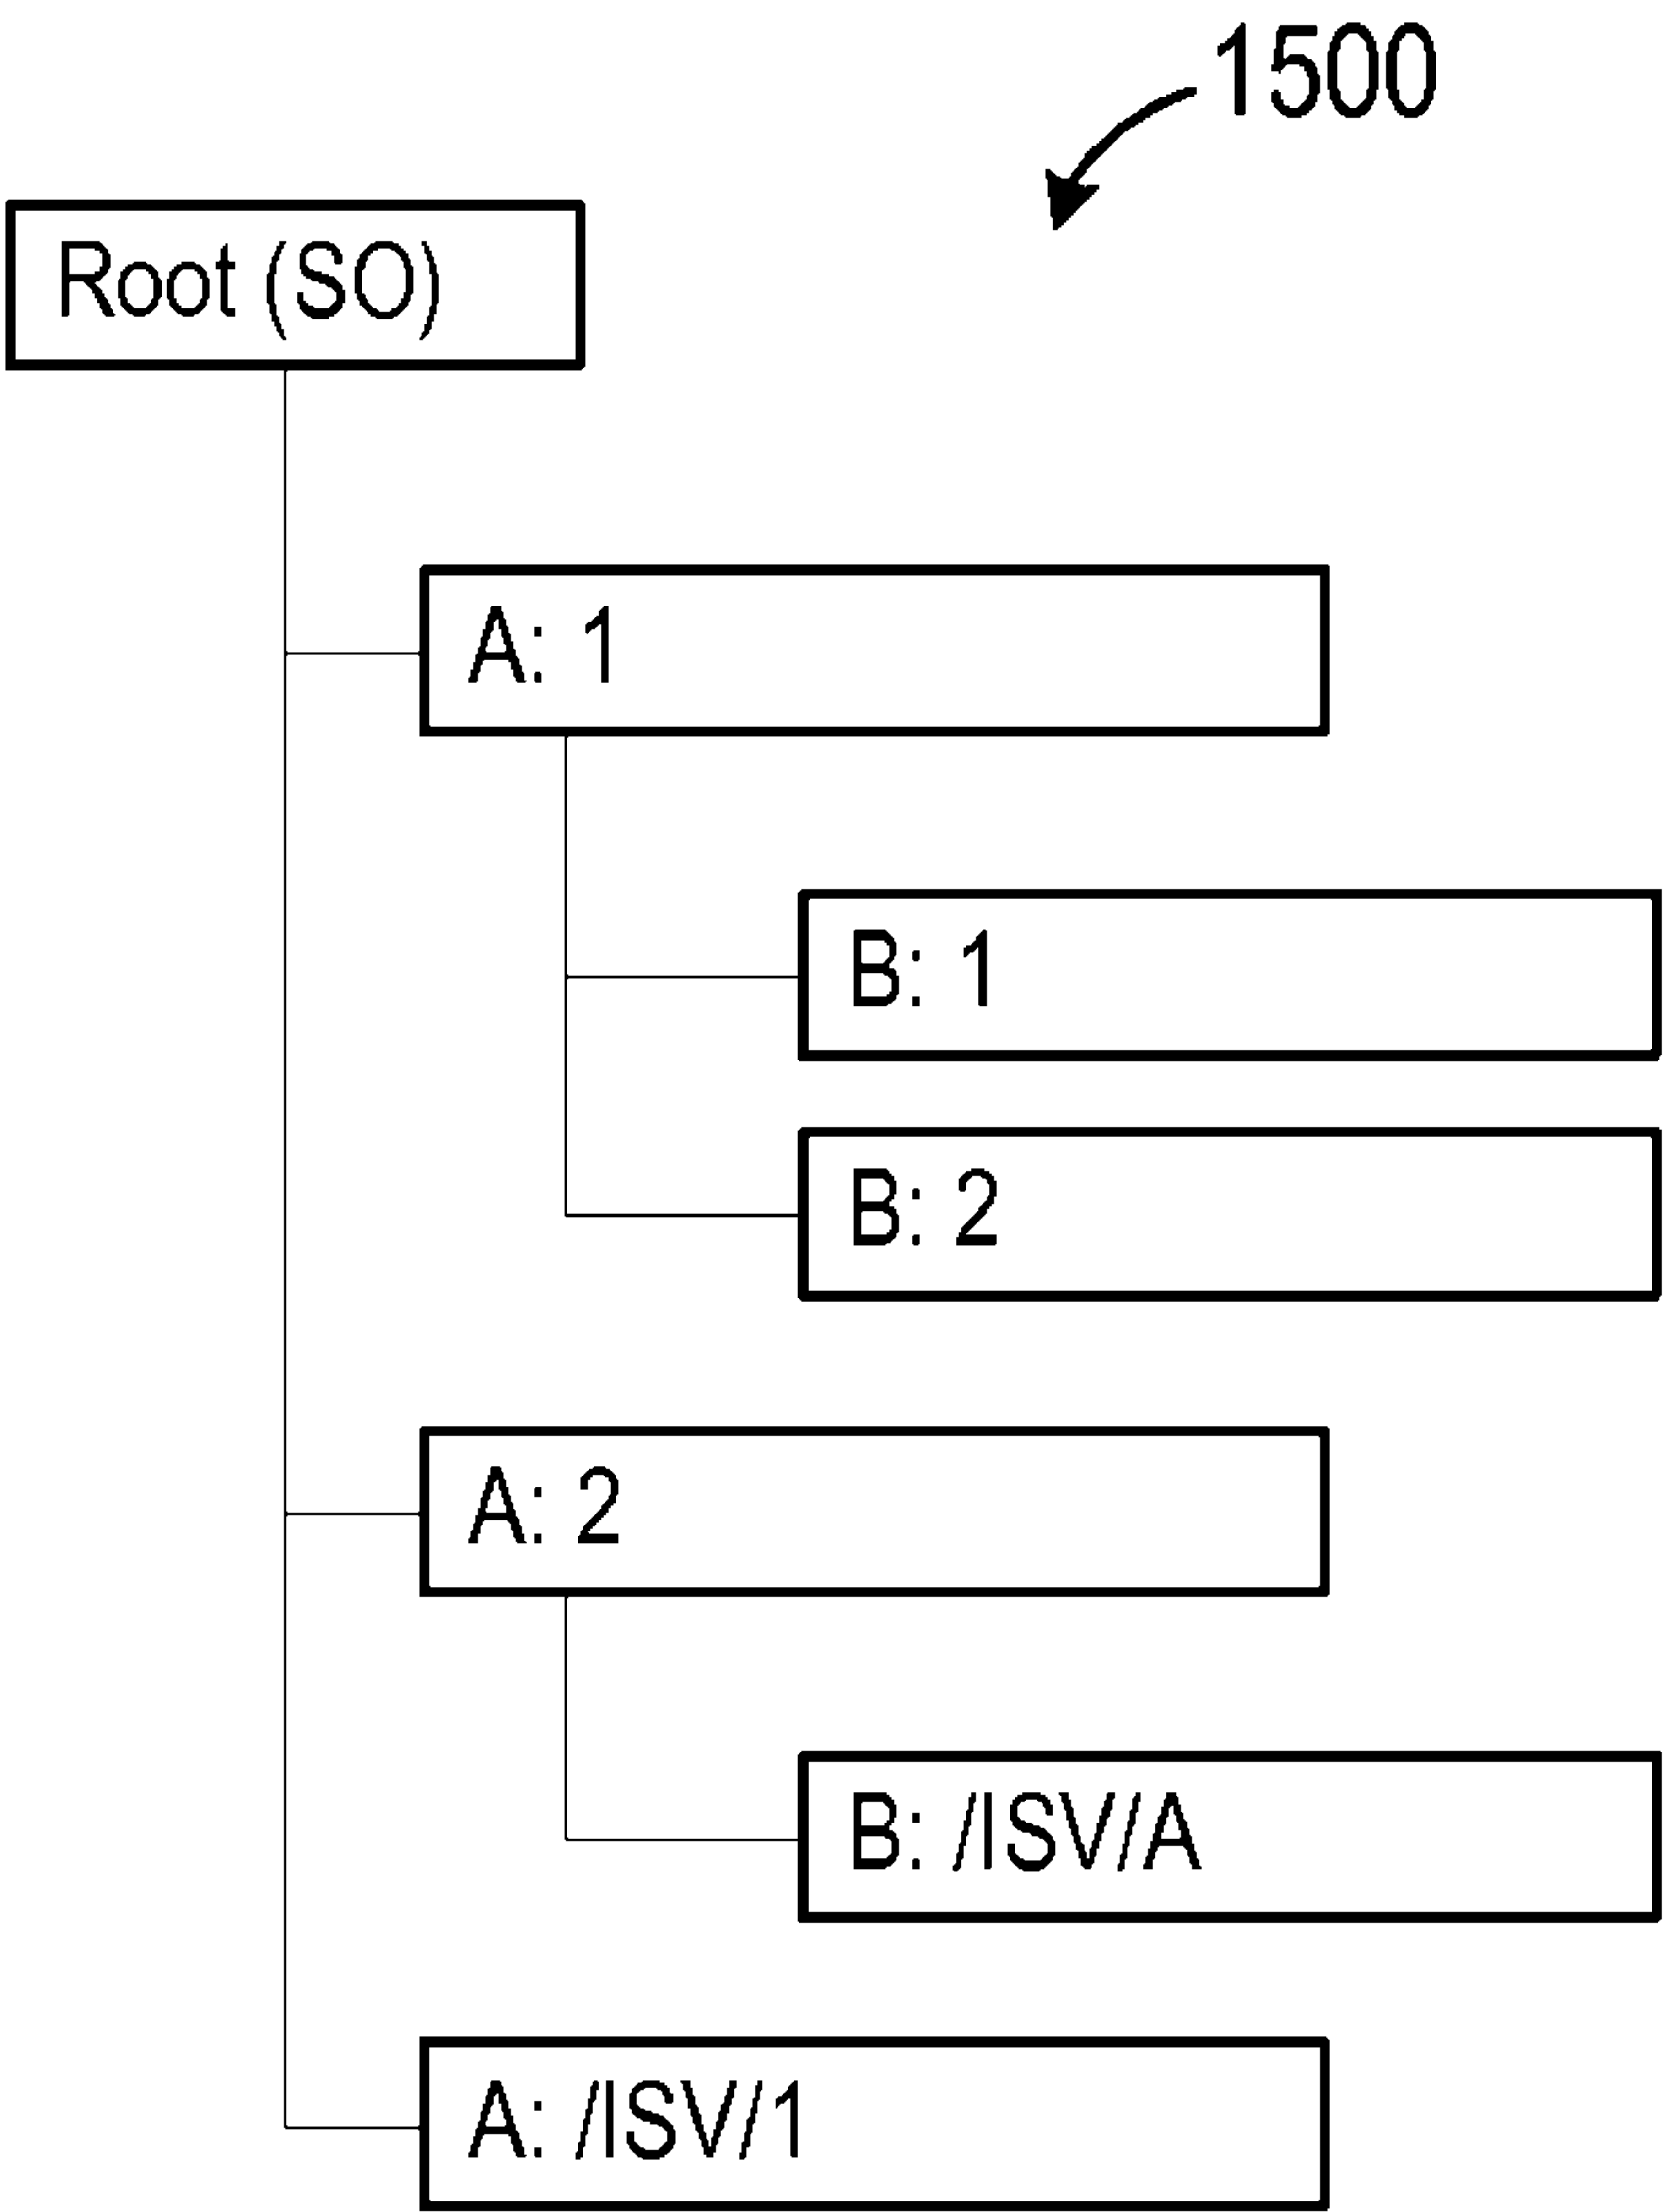 1500
Root (SO)
A: 1
B: 1
B: 2
A: 2
B: /ISV/A
A: /ISV/1